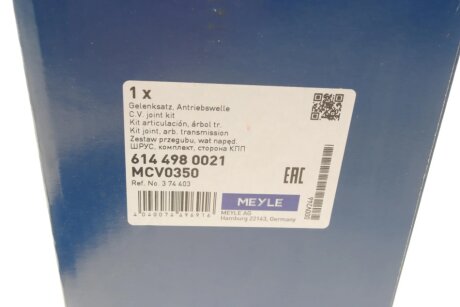 1 x
Gelenksatz, Antriebswelle
C.V. joint kit
Kit articulación, árbol tr.
Kit joint, arb. transmission
Zestaw przegubu, wat napęd.
ШРУС, комплект, сторона КПП
614 498 0021
MCV0350
Ref. No. 3 74 403
MEYLE
MEYLE AG
Hamburg 22143, Germany
EAC